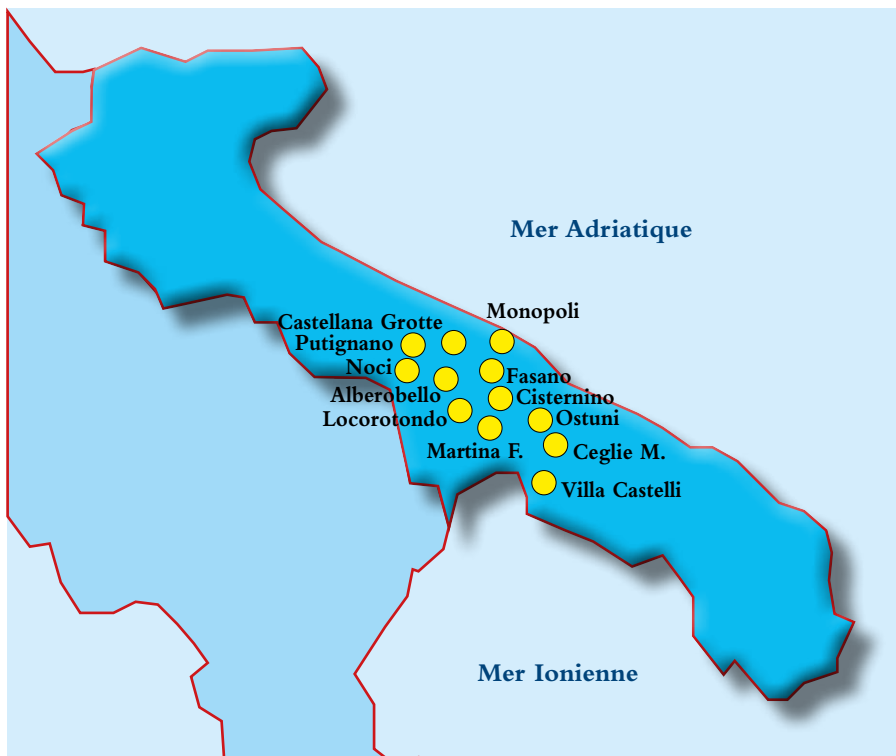 Mer Adriatique
Monopoli
Castellana Grotte
Putignano
Noci
Fasano
Alberobello
Cisternino
Locorotondo
Ostuni
Martina F.
Ceglie M.
Villa Castelli
Mer Ionienne